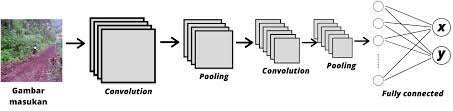 Gambar
masukan
Convolution
Pooling
Convolution
Pooling
x
y
Fully connected